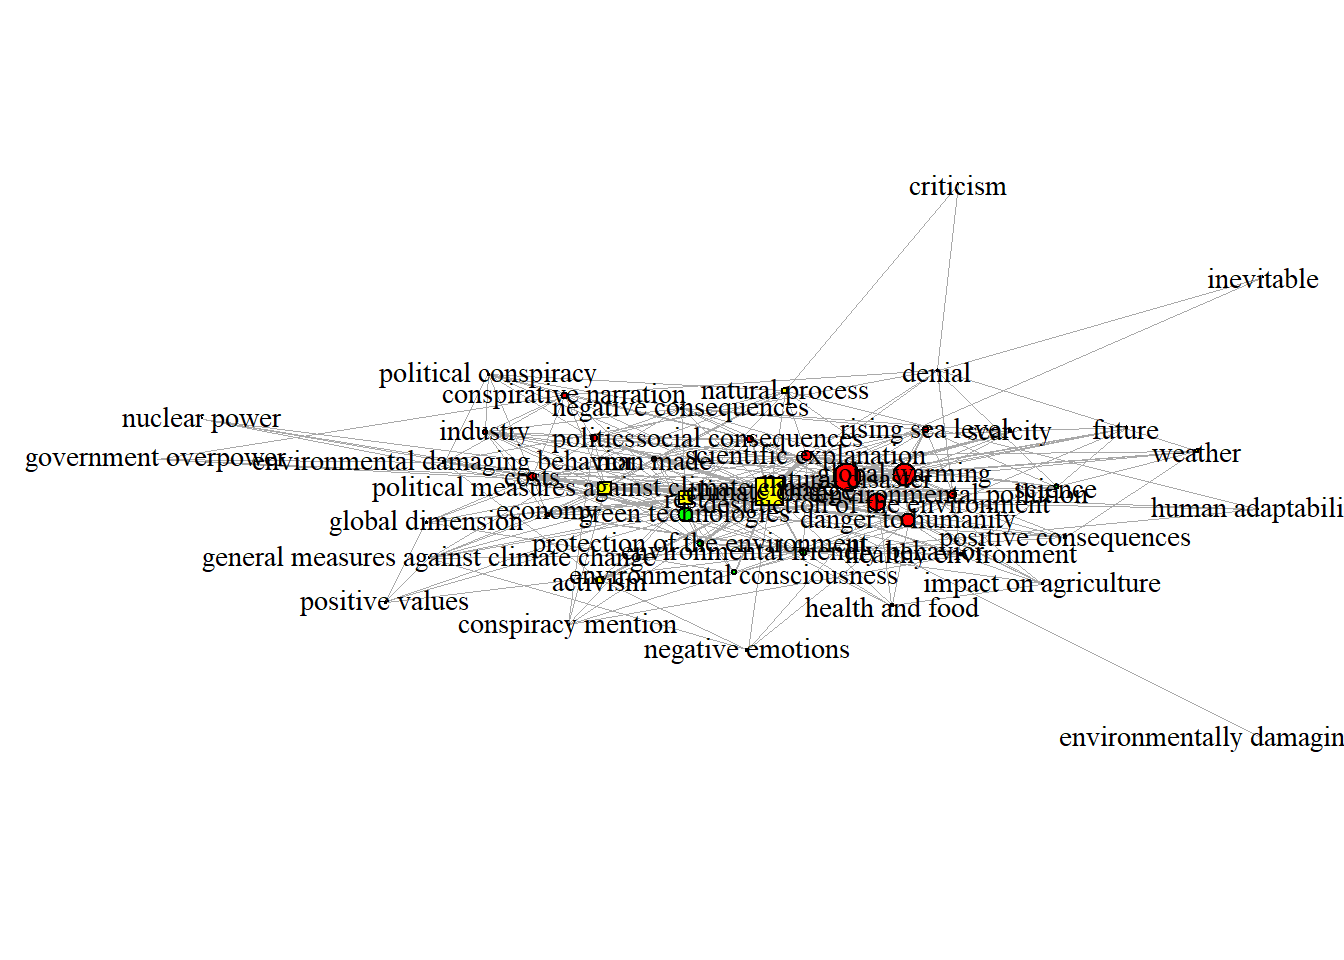 criticism
inevitable
political conspiracy
denial
conspirative narration
natural process
negative consequences
nuclear power
industry
politics
social consequences
rising sea level
scarcity
future
government overpower
environmental damaging behavior
man made
scientific explanation
weather
costs
political measures against climate change
global warming
science
economy
green technologies
destruction of the environment
environmental pollution
human adaptabili
global dimension
danger to humanity
positive consequences
general measures against climate change
protection of the environment
environmental friendly behavior
healthy environment
activism
environmental consciousness
impact on agriculture
positive values
health and food
conspiracy mention
negative emotions
environmentally damagin